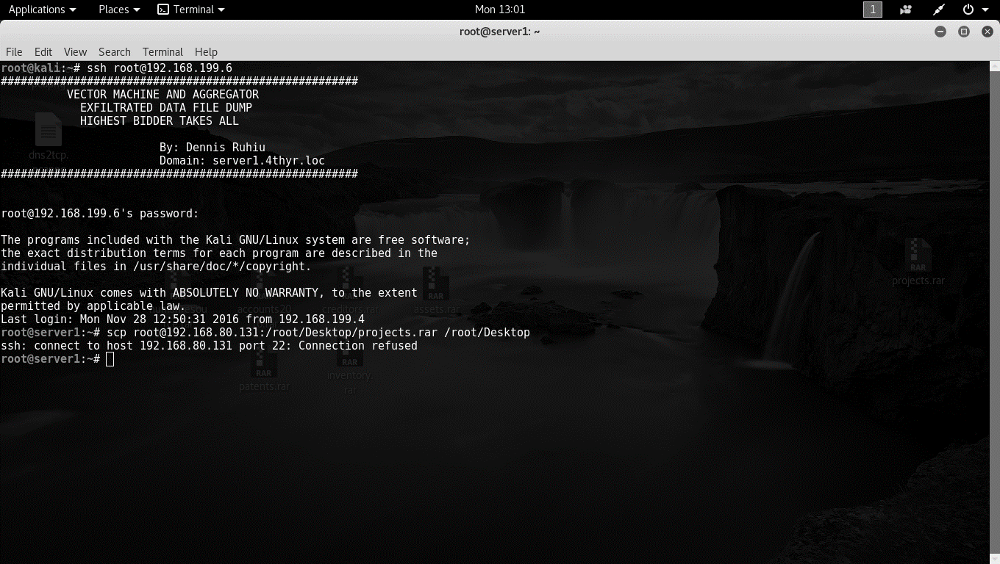 Applications Places Terminal Mon 13:01 1
root@server1: ~
File Edit View Search Terminal Help
root@kali:~# ssh root@192.168.199.6
######################################################
VECTOR MACHINE AND AGGREGATOR
EXFILTRATED DATA FILE DUMP
HIGHEST BIDDER TAKES ALL
By: Dennis Ruhiu
Domain: server1.4thyr.loc
######################################################
root@192.168.199.6's password:
The programs included with the Kali GNU/Linux system are free software;
the exact distribution terms for each program are described in the
individual files in /usr/share/doc/*/copyright.
Kali GNU/Linux comes with ABSOLUTELY NO WARRANTY, to the extent
permitted by applicable law.
Last login: Mon Nov 28 12:50:31 2016 from 192.168.199.4
root@server1:~# scp root@192.168.80.131:/root/Desktop/projects.rar /root/Desktop
ssh: connect to host 192.168.80.131 port 22: Connection refused
root@server1:~#
dns2tcp.
RAR
projects.rar
RAR
RAR
RAR
accounts20
creditors.rar
assets.rar
RAR
RAR
patents.rar
inventory.
rar